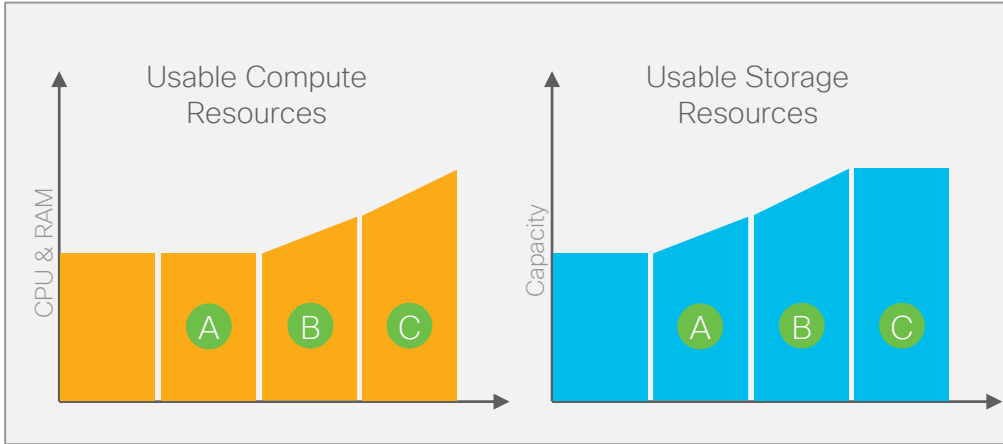 Usable Compute
Resources
CPU & RAM
A
B
C
Usable Storage
Resources
Capacity
A
B
C